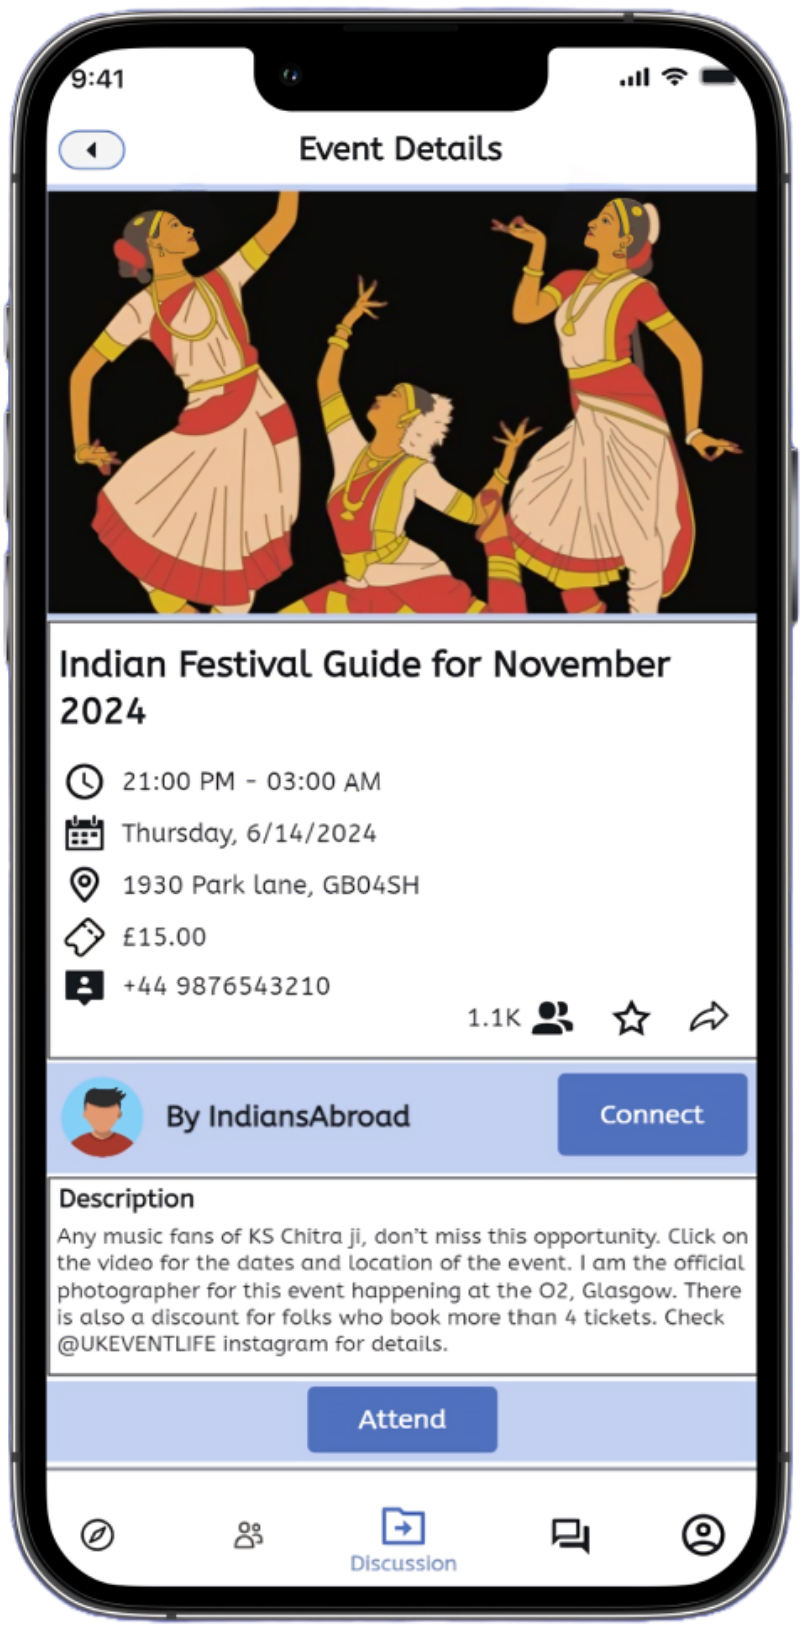 9:41
Event Details
Indian Festival Guide for November
2024
21:00 PM - 03:00 AM
Thursday, 6/14/2024
1930 Park lane, GB04SH
£15.00
+44 9876543210
1.1K
By IndiansAbroad
Connect
Description
Any music fans of KS Chitra ji, don't miss this opportunity. Click on
the video for the dates and location of the event. I am the official
photographer for this event happening at the O2, Glasgow. There
is also a discount for folks who book more than 4 tickets. Check
@UKEVENTLIFE instagram for details.
Attend
Discussion